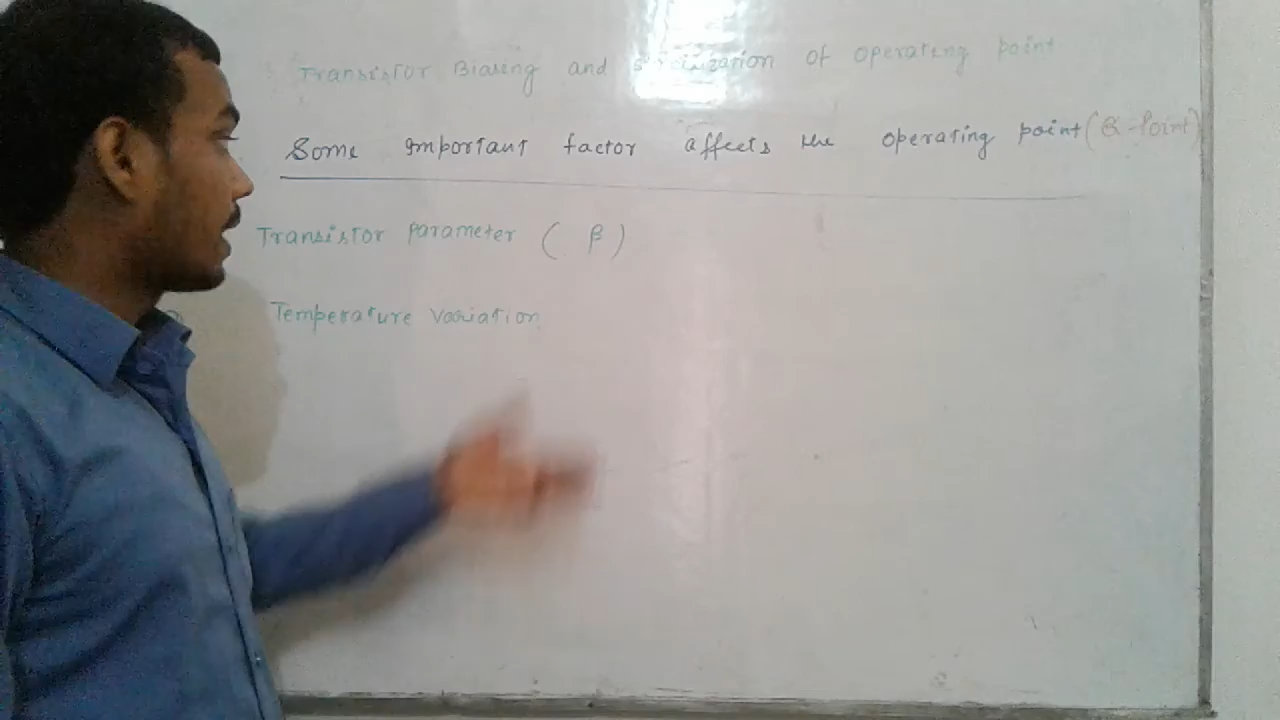 Transistor Biasing and of operating point
Some important factor affects the operating point (Q-Point)
Transistor parameter ( β )
Temperature variation